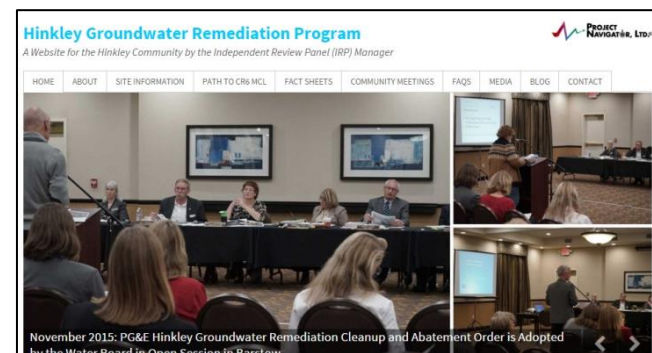 Hinkley Groundwater Remediation Program
PROJECT
NAVIGATOR, LTD.
A Website for the Hinkley Community by the Independent Review Panel (IRP) Manager
HOME ABOUT SITE INFORMATION PATH TO CR6 MCL FACT SHEETS COMMUNITY MEETINGS FAQS MEDIA BLOG CONTACT
November 2015: PG&E Hinkley Groundwater Remediation Cleanup and Abatement Order is Adopted
by the Water Board in Open Session in Barstow